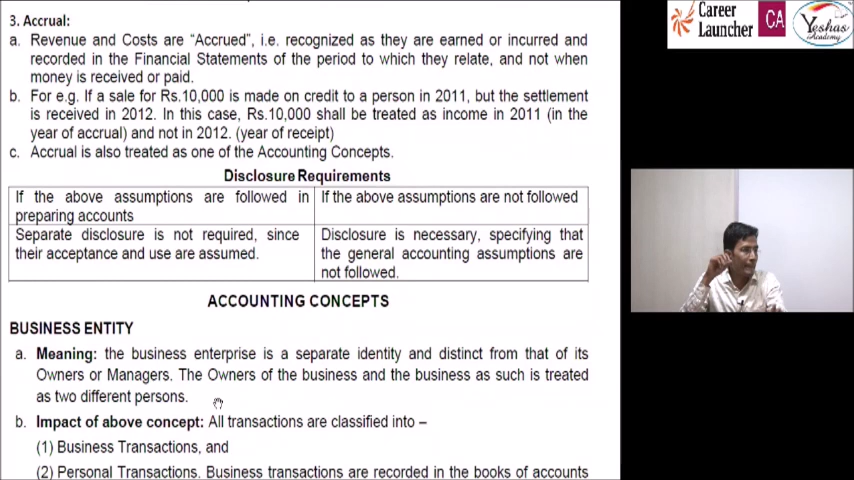 3. Accrual:
a. Revenue and Costs are “Accrued”, i.e. recognized as they are earned or incurred and
recorded in the Financial Statements of the period to which they relate, and not when
money is received or paid.
b. For e.g. If a sale for Rs.10,000 is made on credit to a person in 2011, but the settlement
is received in 2012. In this case, Rs.10,000 shall be treated as income in 2011 (in the
year of accrual) and not in 2012. (year of receipt)
c. Accrual is also treated as one of the Accounting Concepts.
Disclosure Requirements
If the above assumptions are followed in
preparing accounts
If the above assumptions are not followed
Separate disclosure is not required, since
their acceptance and use are assumed.
Disclosure is necessary, specifying that
the general accounting assumptions are
not followed.
ACCOUNTING CONCEPTS
BUSINESS ENTITY
a. Meaning: the business enterprise is a separate identity and distinct from that of its
Owners or Managers. The Owners of the business and the business as such is treated
as two different persons.
b. Impact of above concept: All transactions are classified into –
(1) Business Transactions, and
(2) Personal Transactions. Business transactions are recorded in the books of accounts
Career
Launcher
CA
Yeshas
Academy